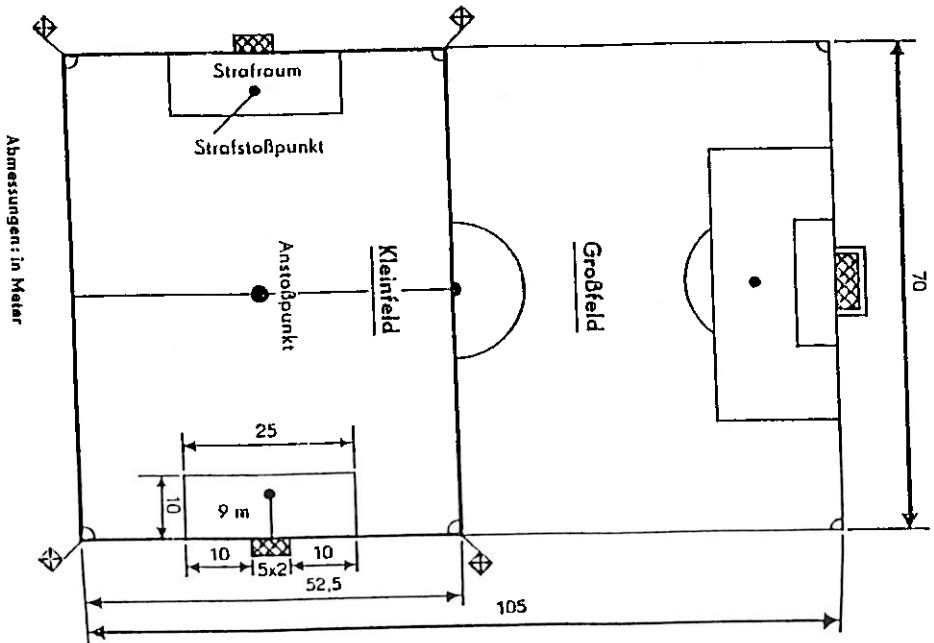 Strafraum
Strafstoßpunkt
Abmessungen: in Meter
Anstoßpunkt
Kleinfeld
Großfeld
70
25
10
9 m
10
5x2
10
52,5
105